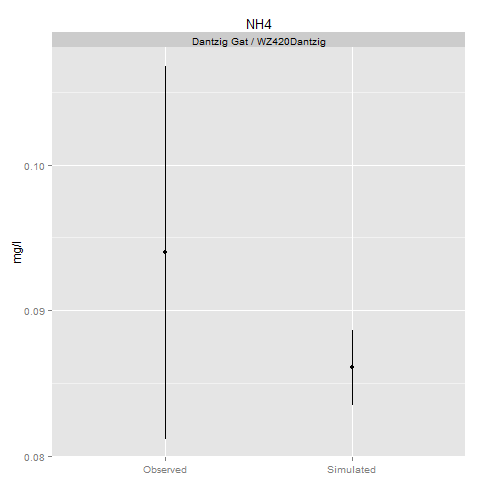 NH4
Dantzig Gat / WZ420Dantzig
mg/l
0.10
0.09
0.08
Observed
Simulated